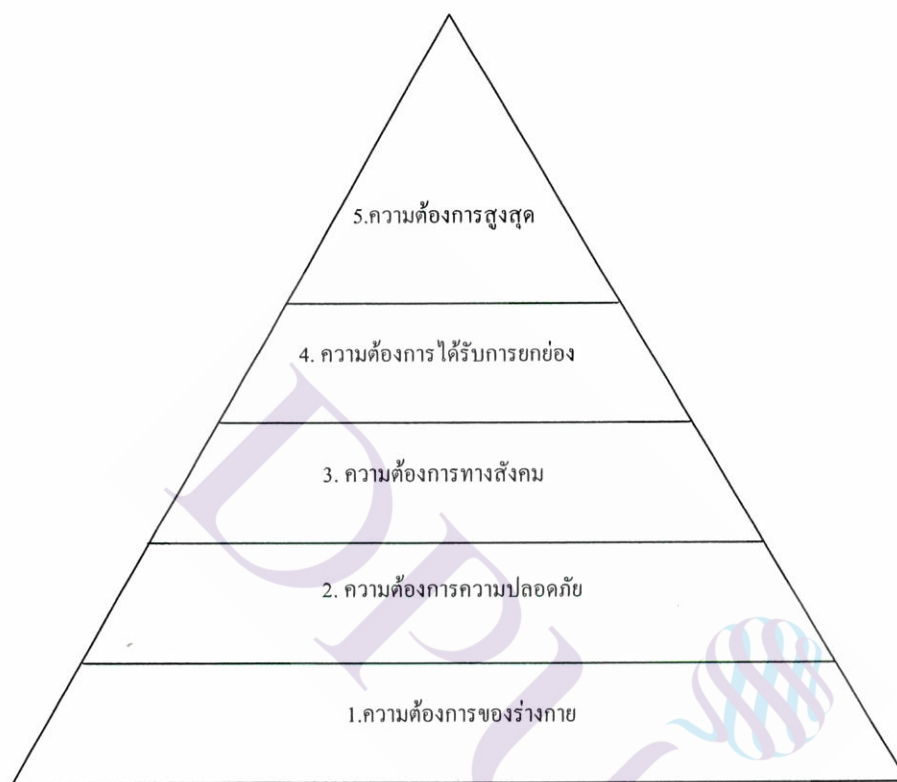 5.ความต้องการสูงสุด
4. ความต้องการได้รับการยกย่อง
3. ความต้องการทางสังคม
2. ความต้องการความปลอดภัย
1.ความต้องการของร่างกาย
DPU